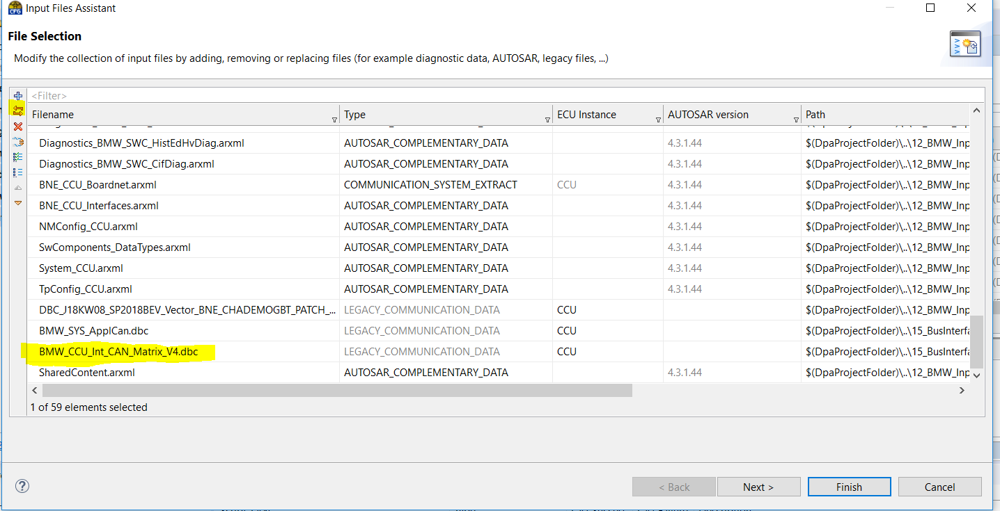 CFG Input Files Assistant
File Selection
Modify the collection of input files by adding, removing or replacing files (for example diagnostic data, AUTOSAR, legacy files, ...)
<Filter>
Filename Type ECU Instance AUTOSAR version Path
Diagnostics_BMW_SWC_HistEdHvDiag.arxml AUTOSAR_COMPLEMENTARY_DATA 4.3.1.44 $(DpaProjectFolder)\..\12_BMW_Inp
Diagnostics_BMW_SWC_CifDiag.arxml AUTOSAR_COMPLEMENTARY_DATA 4.3.1.44 $(DpaProjectFolder)\..\12_BMW_Inp
BNE_CCU_Boardnet.arxml COMMUNICATION_SYSTEM_EXTRACT CCU 4.3.1.44 $(DpaProjectFolder)\..\12_BMW_Inp
BNE_CCU_Interfaces.arxml AUTOSAR_COMPLEMENTARY_DATA 4.3.1.44 $(DpaProjectFolder)\..\12_BMW_Inp
NMConfig_CCU.arxml AUTOSAR_COMPLEMENTARY_DATA 4.3.1.44 $(DpaProjectFolder)\..\12_BMW_Inp
SwComponents_DataTypes.arxml AUTOSAR_COMPLEMENTARY_DATA 4.3.1.44 $(DpaProjectFolder)\..\12_BMW_Inp
System_CCU.arxml AUTOSAR_COMPLEMENTARY_DATA 4.3.1.44 $(DpaProjectFolder)\..\12_BMW_Inp
TpConfig_CCU.arxml AUTOSAR_COMPLEMENTARY_DATA 4.3.1.44 $(DpaProjectFolder)\..\12_BMW_Inp
DBC_J18KW08_SP2018BEV_Vector_BNE_CHADEMOGBT_PATCH_... LEGACY_COMMUNICATION_DATA CCU $(DpaProjectFolder)\..\12_BMW_Inp
BMW_SYS_ApplCan.dbc LEGACY_COMMUNICATION_DATA CCU $(DpaProjectFolder)\..\15_BusInterfa
BMW_CCU_Int_CAN_Matrix_V4.dbc LEGACY_COMMUNICATION_DATA CCU $(DpaProjectFolder)\..\15_BusInterfa
SharedContent.arxml AUTOSAR_COMPLEMENTARY_DATA 4.3.1.44 $(DpaProjectFolder)\..\12_BMW_Inp
1 of 59 elements selected
< Back Next > Finish Cancel